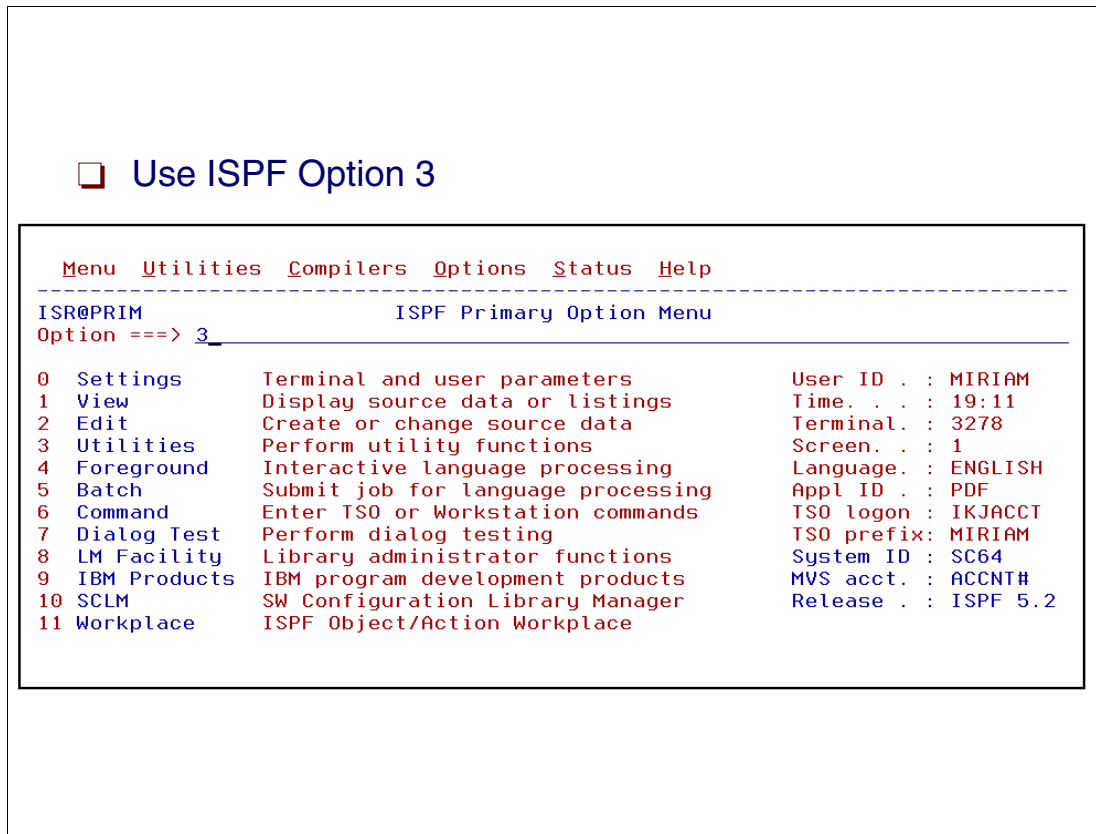 ❏ Use ISPF Option 3
Menu Utilities Compilers Options Status Help
--------------------------------------------------------------------------------
ISR@PRIM ISPF Primary Option Menu
Option ===> 3_
0 Settings Terminal and user parameters User ID . : MIRIAM
1 View Display source data or listings Time. . . : 19:11
2 Edit Create or change source data Terminal. : 3278
3 Utilities Perform utility functions Screen. . : 1
4 Foreground Interactive language processing Language. : ENGLISH
5 Batch Submit job for language processing Appl ID . : PDF
6 Command Enter TSO or Workstation commands TSO logon : IKJACCT
7 Dialog Test Perform dialog testing TSO prefix: MIRIAM
8 LM Facility Library administrator functions System ID : SC64
9 IBM Products IBM program development products MVS acct. : ACCNT#
10 SCLM SW Configuration Library Manager Release . : ISPF 5.2
11 Workplace ISPF Object/Action Workplace